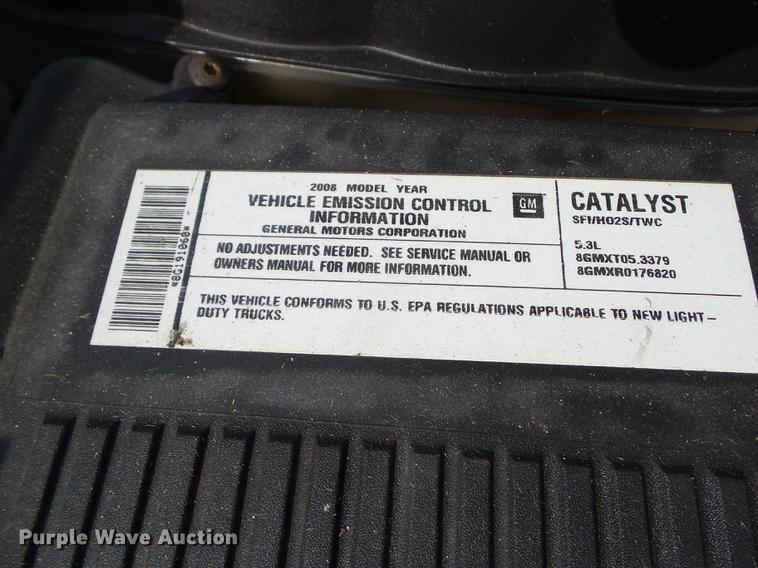 *8G191060*
2008 MODEL YEAR
VEHICLE EMISSION CONTROL
INFORMATION
GENERAL MOTORS CORPORATION
GM
NO ADJUSTMENTS NEEDED. SEE SERVICE MANUAL OR
OWNERS MANUAL FOR MORE INFORMATION.
CATALYST
SFI/HO2S/TWC
5.3L
8GMXT05.3379
8GMXR0176820
THIS VEHICLE CONFORMS TO U.S. EPA REGULATIONS APPLICABLE TO NEW LIGHT–
DUTY TRUCKS.
Purple Wave Auction